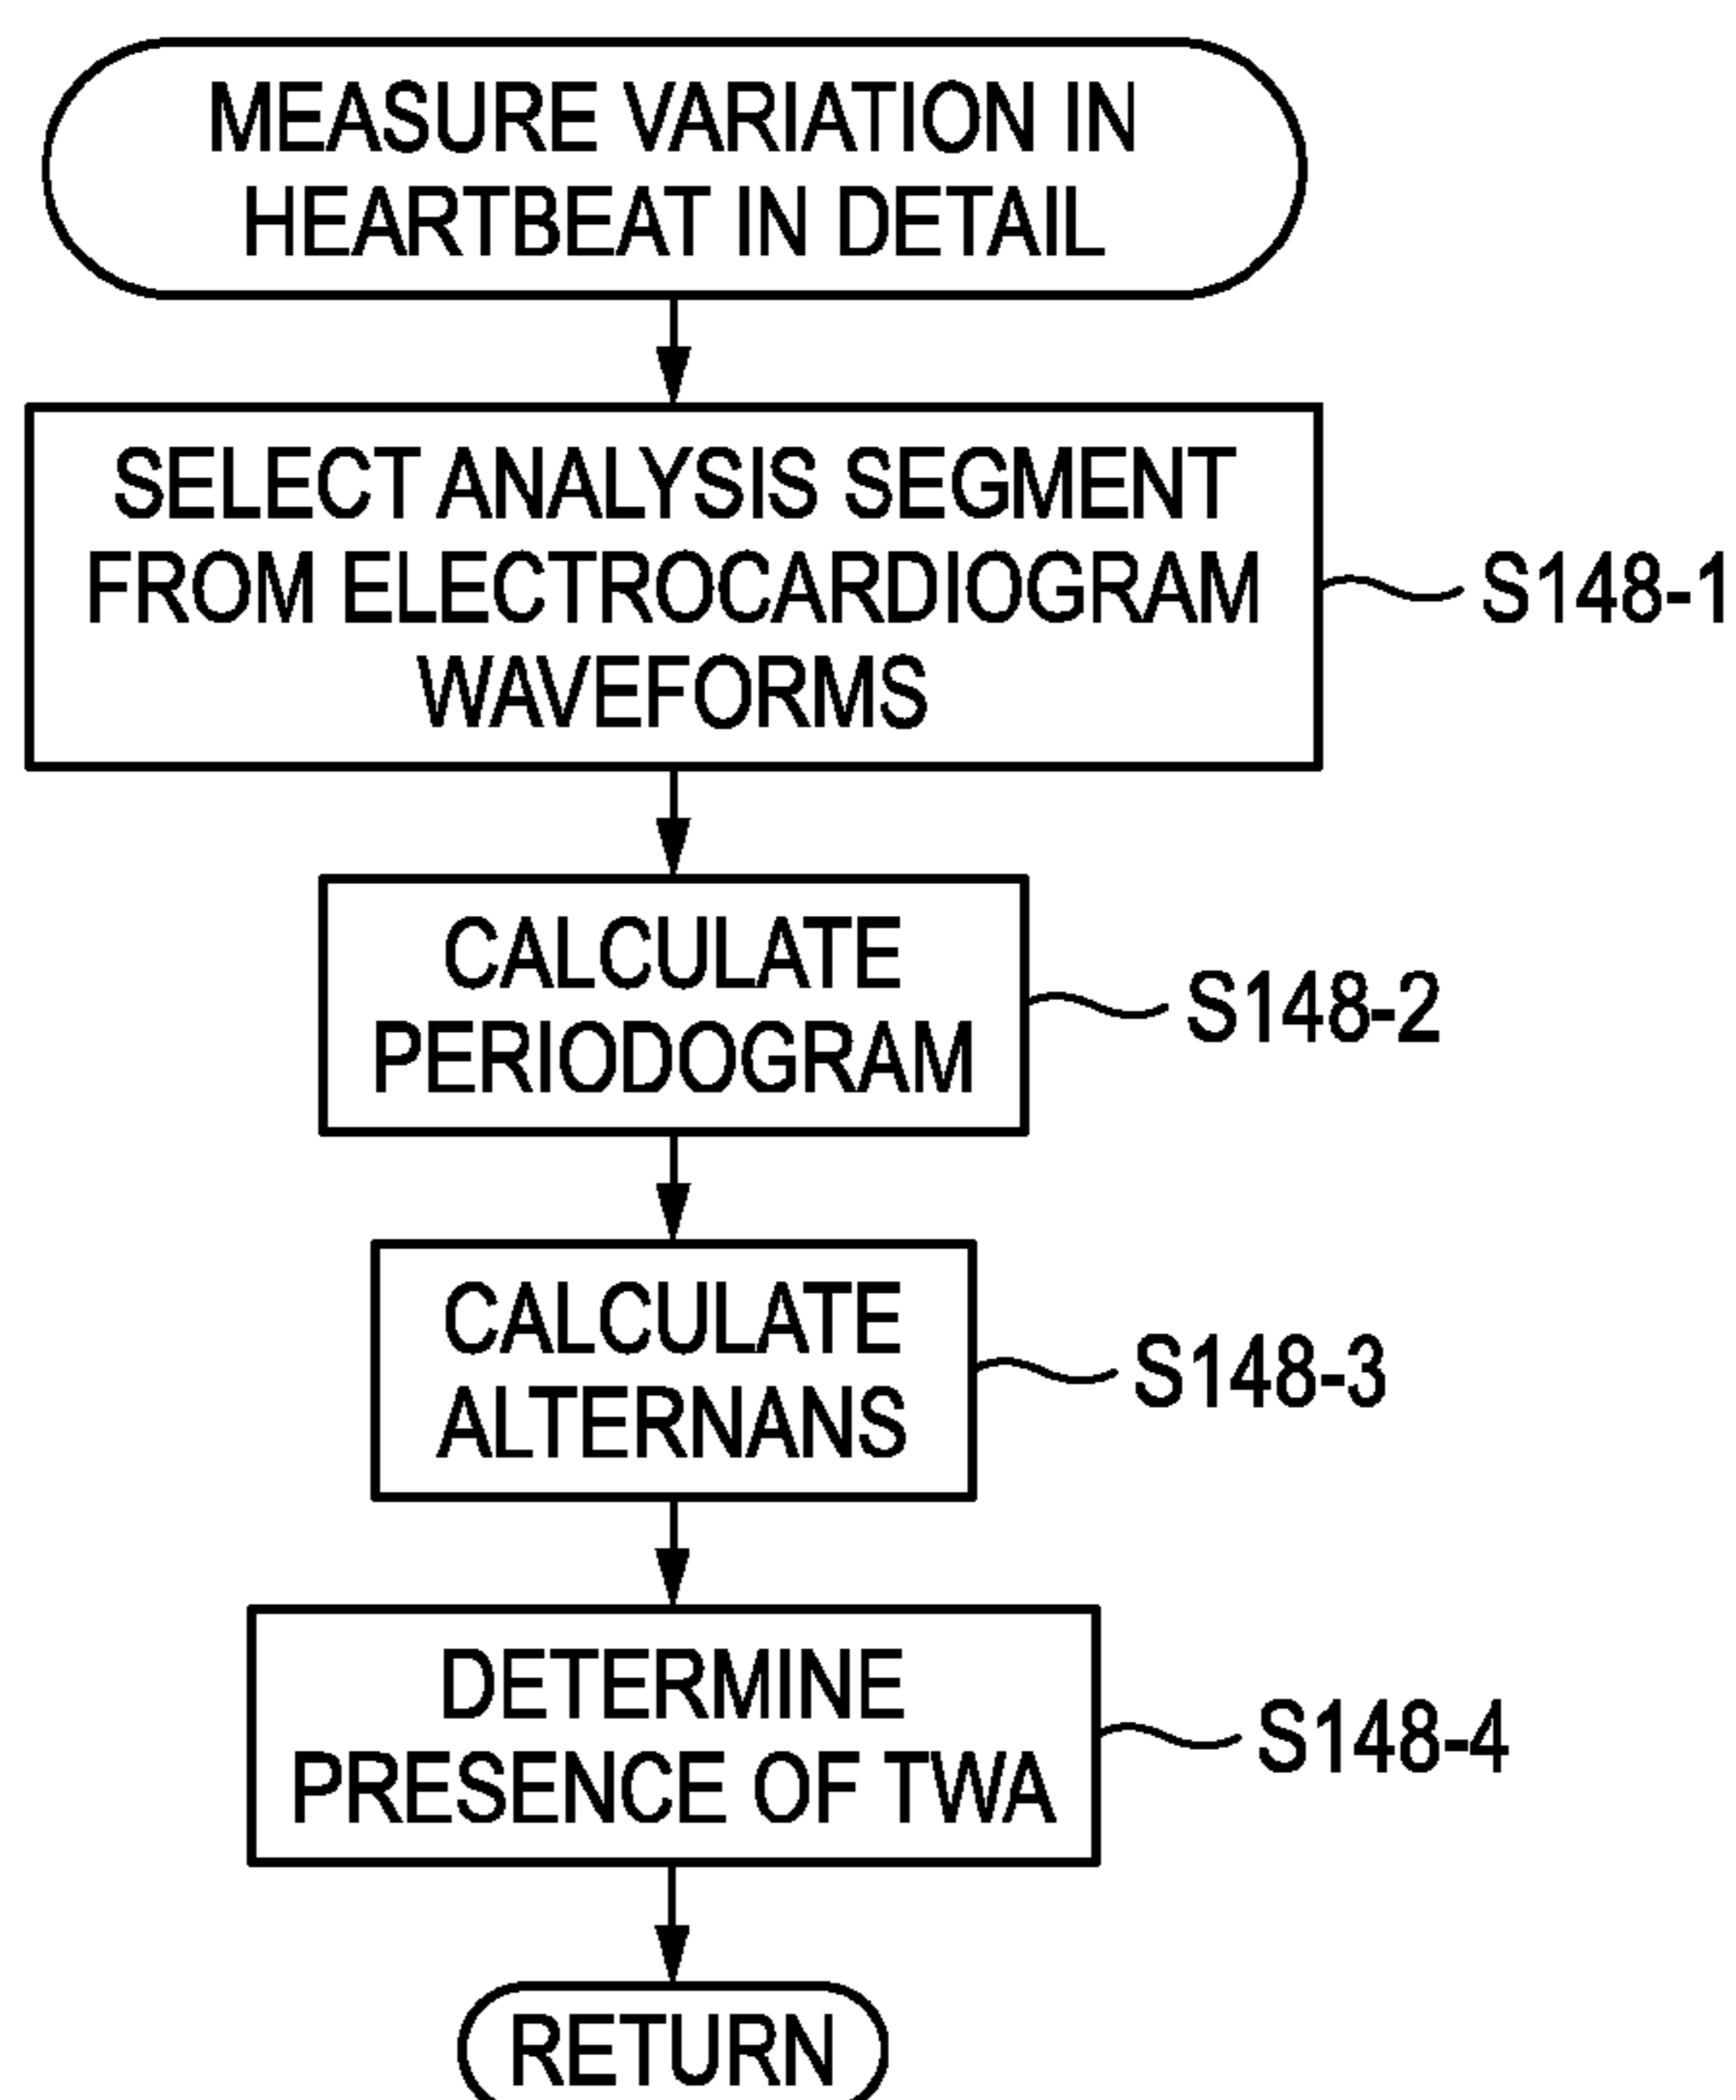 MEASURE VARIATION IN
HEARTBEAT IN DETAIL
SELECT ANALYSIS SEGMENT
FROM ELECTROCARDIOGRAM
WAVEFORMS
S148-1
CALCULATE
PERIODOGRAM
S148-2
CALCULATE
ALTERNANS
S148-3
DETERMINE
PRESENCE OF TWA
S148-4
RETURN